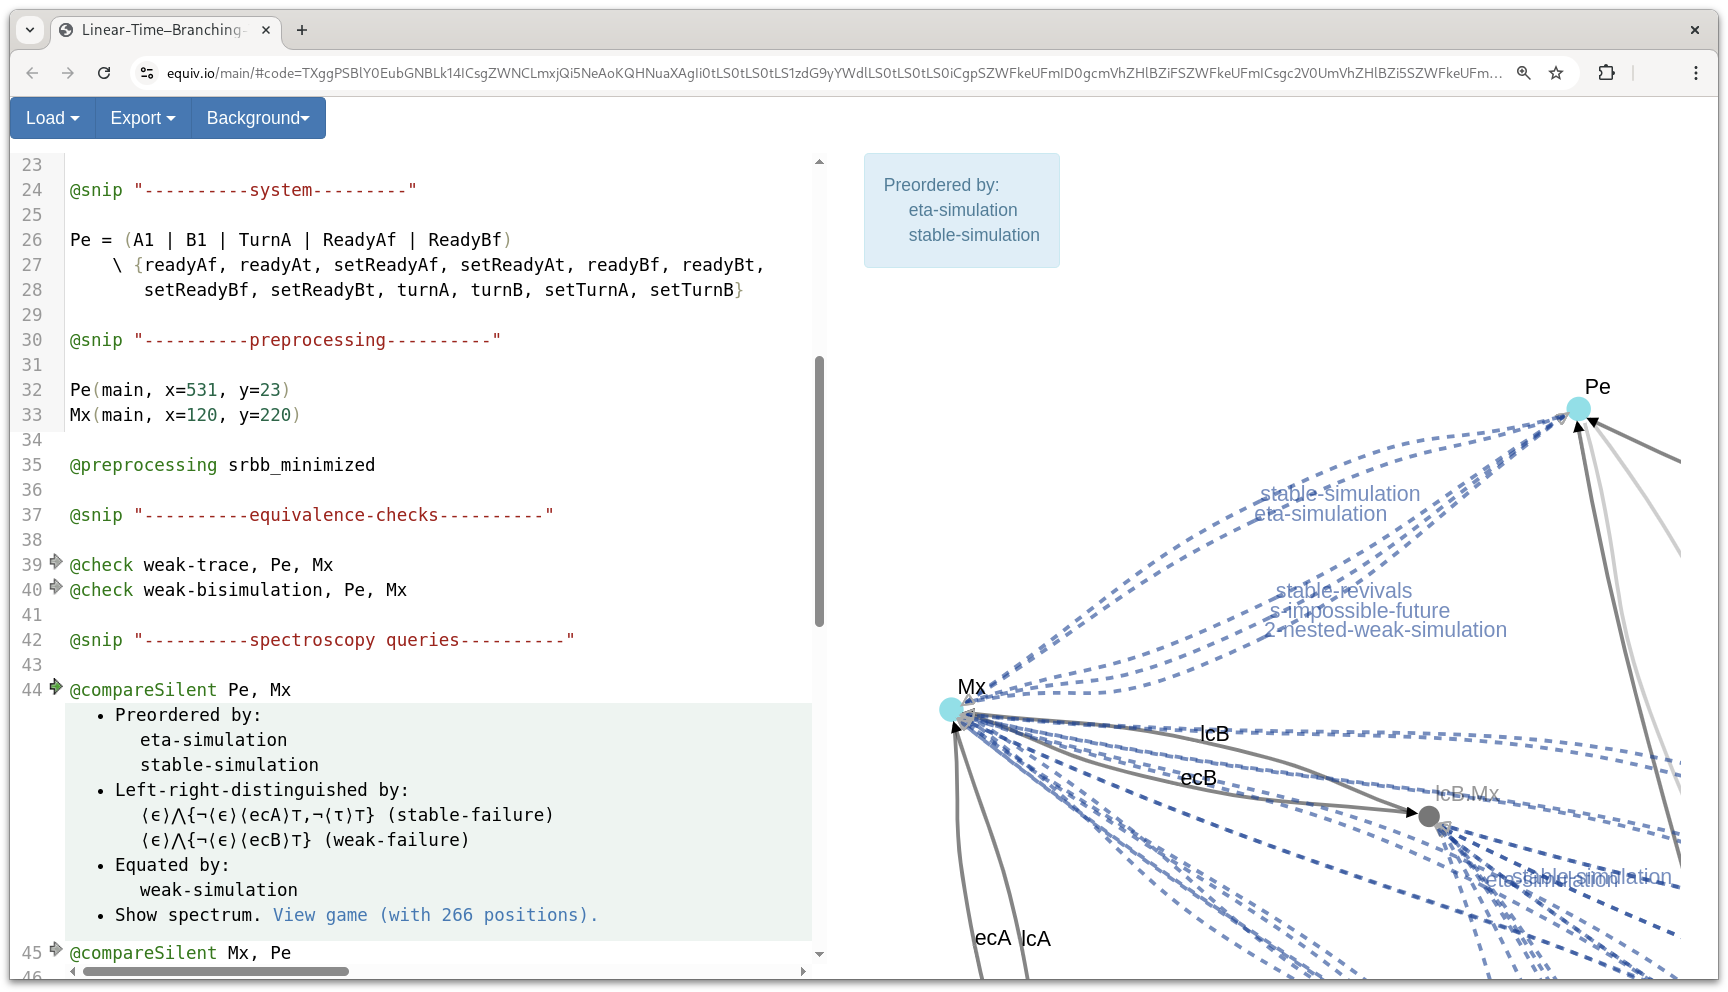 Linear-Time–Branching-
equiv.io/main/#code=TXggPSBlY0EubGNBLk14ICsgZWNCLmxjQi5NeAoKQHNuaXAgIi0tLS0tLS0tLS1zdG9yYWdlLS0tLS0tLS0tLS0iCgpSZWFkeUFmID0gcmVhZHlBZiFSZWFkeUFmICsgc2V0UmVhZHlBZi5SZWFkeUFm...
Load Export Background
23
24 @snip "----------system---------"
25
26 Pe = (A1 | B1 | TurnA | ReadyAf | ReadyBf)
27 \ {readyAf, readyAt, setReadyAf, setReadyAt, readyBf, readyBt,
28 setReadyBf, setReadyBt, turnA, turnB, setTurnA, setTurnB}
29
30 @snip "----------preprocessing----------"
31
32 Pe(main, x=531, y=23)
33 Mx(main, x=120, y=220)
34
35 @preprocessing srbb_minimized
36
37 @snip "----------equivalence-checks----------"
38
39 @check weak-trace, Pe, Mx
40 @check weak-bisimulation, Pe, Mx
41
42 @snip "----------spectroscopy queries----------"
43
44 @compareSilent Pe, Mx
• Preordered by:
eta-simulation
stable-simulation
• Left-right-distinguished by:
⟨ϵ⟩⋀{¬⟨ϵ⟩⟨ecA⟩⊤,¬⟨τ⟩⊤} (stable-failure)
⟨ϵ⟩⋀{¬⟨ϵ⟩⟨ecB⟩⊤} (weak-failure)
• Equated by:
weak-simulation
• Show spectrum. View game (with 266 positions).
45 @compareSilent Mx, Pe
46
Preordered by:
eta-simulation
stable-simulation
Pe
stable-simulation
eta-simulation
stable-revivals
s-impossible-future
2-nested-weak-simulation
Mx
lcB
ecB
lcB.Mx
stable-simulation
eta-simulation
ecA lcA